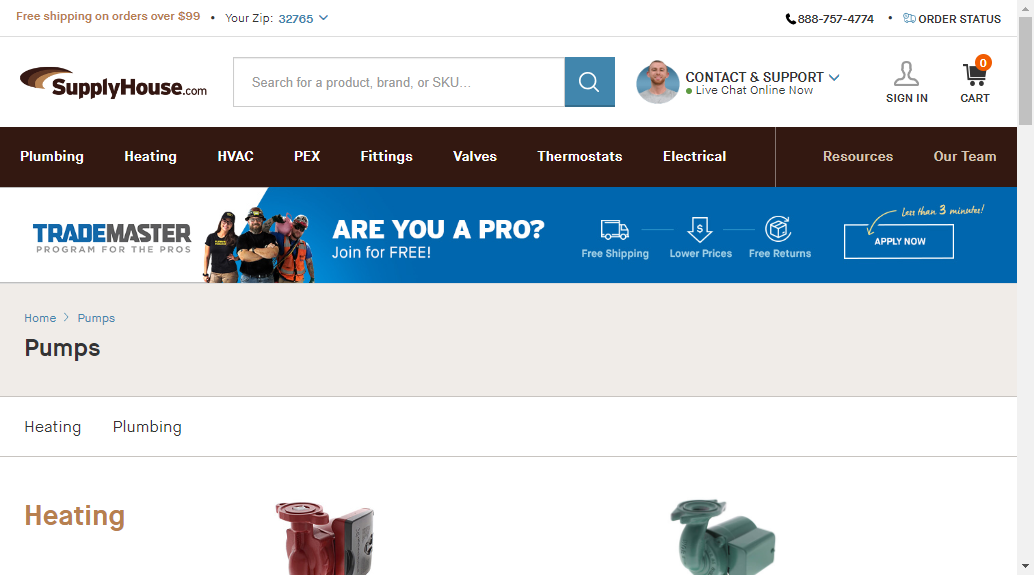 Free shipping on orders over $99 • Your Zip: 32765
888-757-4774 • ORDER STATUS
SupplyHouse.com
Search for a product, brand, or SKU...
CONTACT & SUPPORT
Live Chat Online Now
SIGN IN
0
CART
Plumbing Heating HVAC PEX Fittings Valves Thermostats Electrical Resources Our Team
TRADEMASTER
PROGRAM FOR THE PROS
ARE YOU A PRO?
Join for FREE!
$
Free Shipping Lower Prices Free Returns
Less than 3 minutes!
APPLY NOW
Home > Pumps
Pumps
Heating Plumbing
Heating